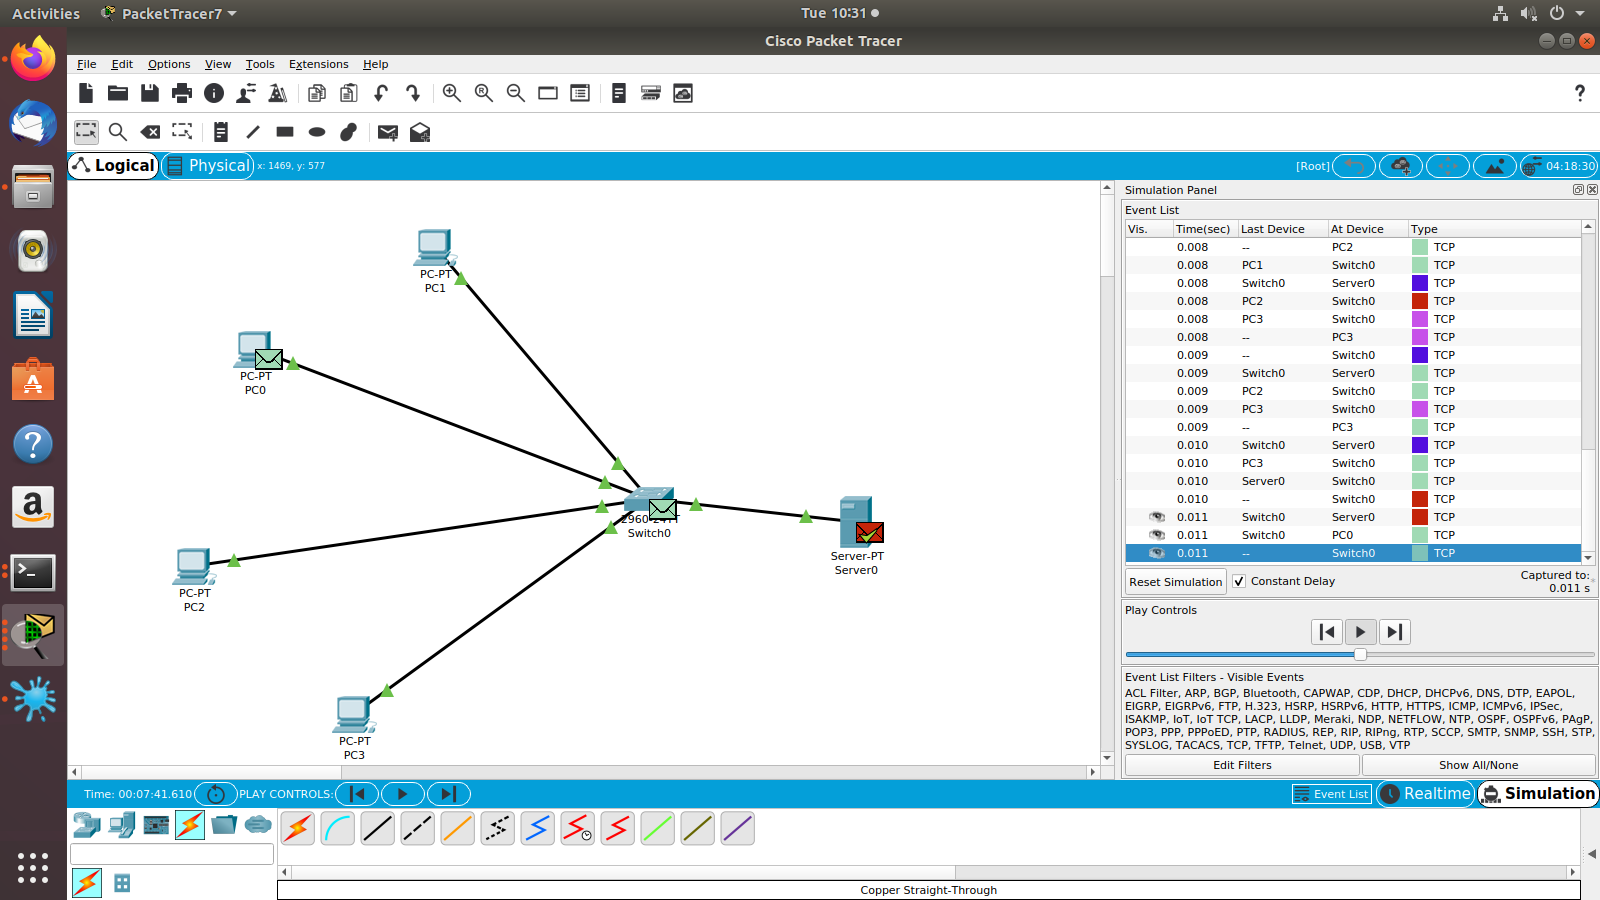 Activities
PacketTracer7
Tue 10:31
Cisco Packet Tracer
File Edit Options View Tools Extensions Help
Logical
Physical
x: 1469, y: 577
[Root]
04:18:30
PC-PT
PC1
PC-PT
PC0
Switch0
PC-PT
PC2
PC-PT
PC3
Server-PT
Server0
Simulation Panel
Event List
Vis. Time(sec) Last Device At Device Type
0.008 -- PC2 TCP
0.008 PC1 Switch0 TCP
0.008 Switch0 Server0 TCP
0.008 PC2 Switch0 TCP
0.008 PC3 Switch0 TCP
0.008 -- PC3 TCP
0.009 -- Switch0 TCP
0.009 Switch0 Server0 TCP
0.009 PC2 Switch0 TCP
0.009 PC3 Switch0 TCP
0.009 -- PC3 TCP
0.010 Switch0 Server0 TCP
0.010 PC3 Switch0 TCP
0.010 Server0 Switch0 TCP
0.010 -- Switch0 TCP
0.011 Switch0 Server0 TCP
0.011 Switch0 PC0 TCP
0.011 -- Switch0 TCP
Reset Simulation
Constant Delay
Captured to:
0.011 s
Play Controls
Event List Filters - Visible Events
ACL Filter, ARP, BGP, Bluetooth, CAPWAP, CDP, DHCP, DHCPv6, DNS, DTP, EAPOL,
EIGRP, EIGRPv6, FTP, H.323, HSRP, HSRPv6, HTTP, HTTPS, ICMP, ICMPv6, IPSec,
ISAKMP, IoT, IoT TCP, LACP, LLDP, Meraki, NDP, NETFLOW, NTP, OSPF, OSPFv6, PAgP,
POP3, PPP, PPPoED, PTP, RADIUS, REP, RIP, RIPng, RTP, SCCP, SMTP, SNMP, SSH, STP,
SYSLOG, TACACS, TCP, TFTP, Telnet, UDP, USB, VTP
Edit Filters
Show All/None
Time: 00:07:41.610
PLAY CONTROLS:
Event List
Realtime
Simulation
Copper Straight-Through